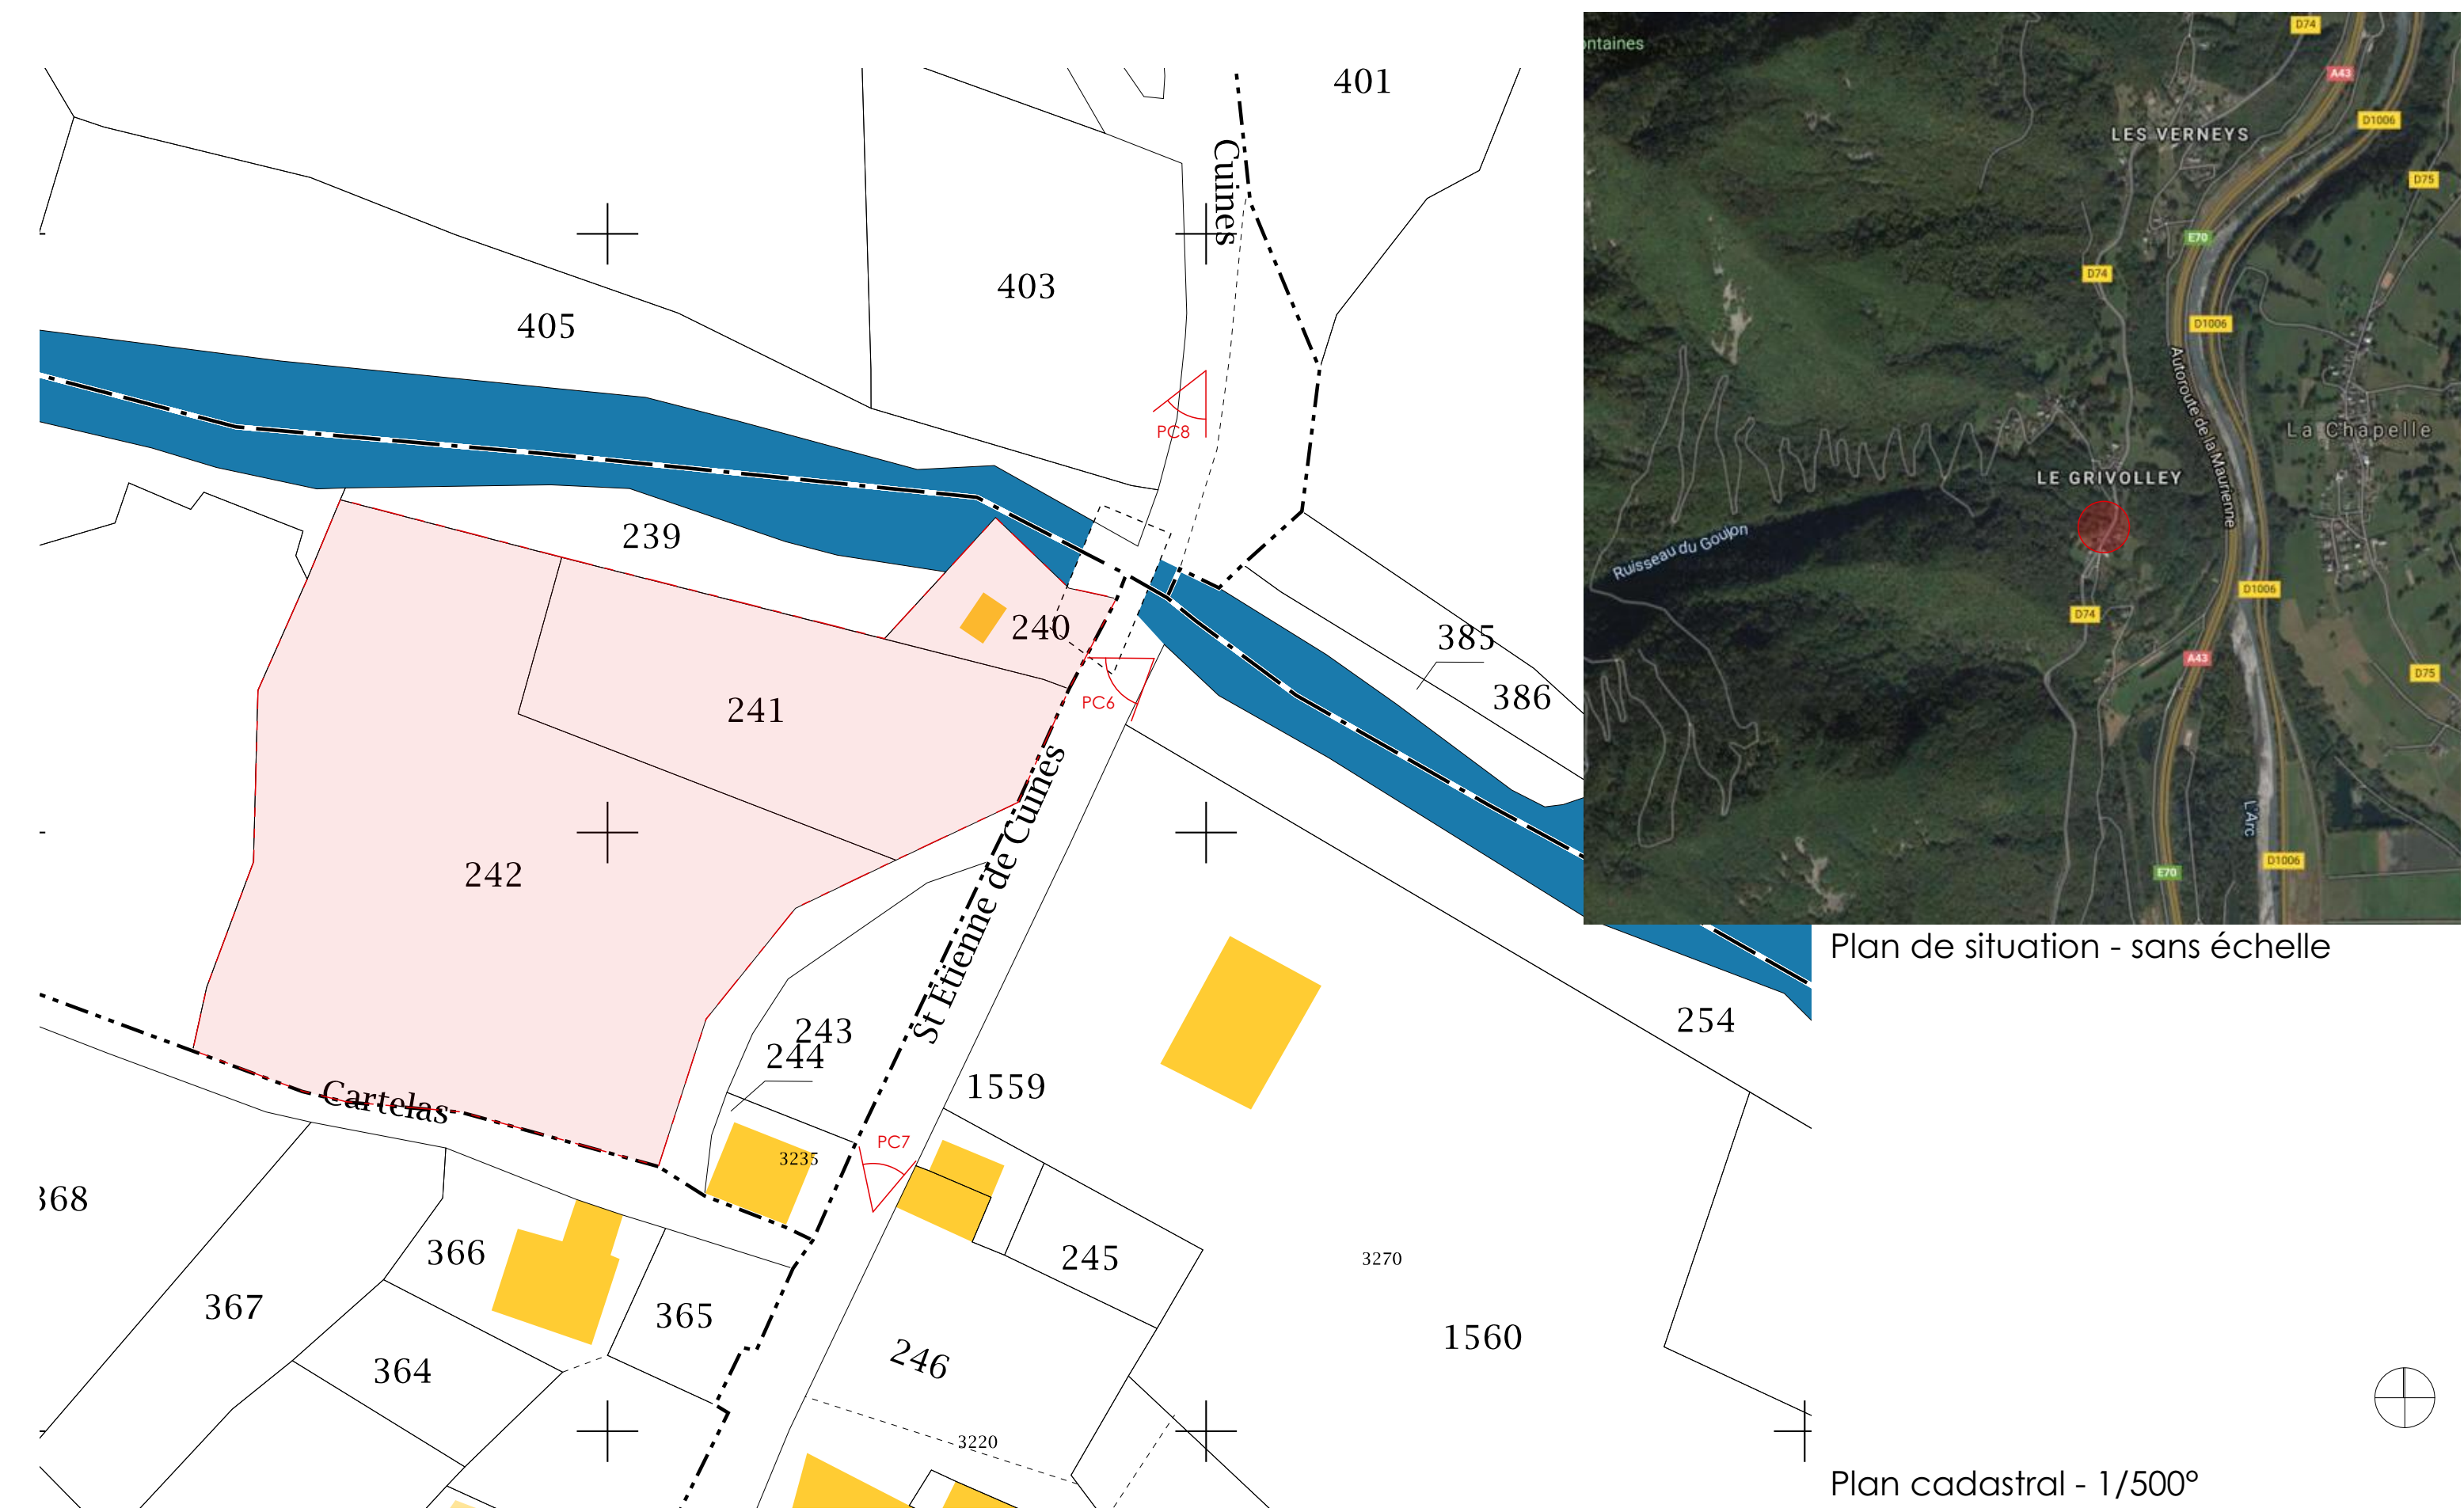 401
Cuines
403
405
PC8
239
240
385
386
241
PC6
St Etienne de Cuines
242
243
244
254
1559
Cartelas
PC7
3235
366
245
3270
367
365
364
246
1560
3220
ontaines
D74
A43
D1006
LES VERNEYS
D75
E70
D74
D1006
Autoroute de la Maurienne
La Chapelle
LE GRIVOLLEY
Ruisseau du Goujon
D1006
D74
A43
D75
L'Arc
D1006
E70
Plan de situation - sans échelle
Plan cadastral - 1/500°